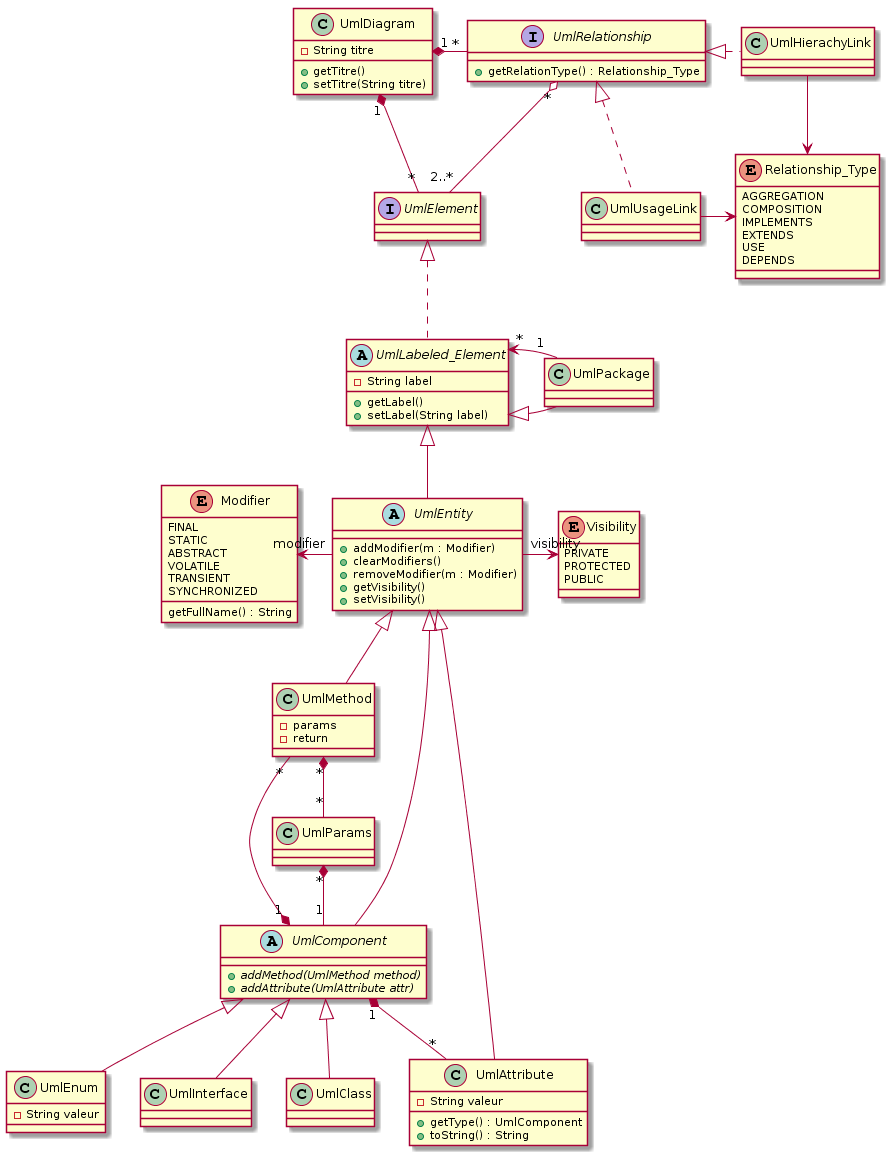 C UmlDiagram
String titre
getTitre()
setTitre(String titre)
1 *
I UmlRelationship
getRelationType() : Relationship_Type
C UmlHierachyLink
1
*
*
2..*
E Relationship_Type
AGGREGATION
COMPOSITION
IMPLEMENTS
EXTENDS
USE
DEPENDS
I UmlElement
C UmlUsageLink
A UmlLabeled_Element
String label
getLabel()
setLabel(String label)
* 1
C UmlPackage
E Modifier
FINAL
STATIC
ABSTRACT
VOLATILE
TRANSIENT
SYNCHRONIZED
getFullName() : String
modifier
A UmlEntity
addModifier(m : Modifier)
clearModifiers()
removeModifier(m : Modifier)
getVisibility()
setVisibility()
visibility
E Visibility
PRIVATE
PROTECTED
PUBLIC
C UmlMethod
params
return
* *
*
C UmlParams
*
1 1
A UmlComponent
addMethod(UmlMethod method)
addAttribute(UmlAttribute attr)
1
*
C UmlEnum
String valeur
C UmlInterface
C UmlClass
C UmlAttribute
String valeur
getType() : UmlComponent
toString() : String